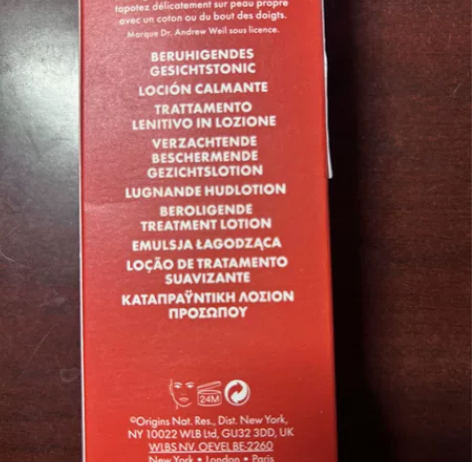 tapotez délicatement sur peau propre
avec un coton ou du bout des doigts.
Marque Dr. Andrew Weil sous licence.
BERUHIGENDES
GESICHTSTONIC
LOCIÓN CALMANTE
TRATTAMENTO
LENITIVO IN LOZIONE
VERZACHTENDE
BESCHERMENDE
GEZICHTSLOTION
LUGNANDE HUDLOTION
BEROLIGENDE
TREATMENT LOTION
EMULSJA ŁAGODZĄCA
LOÇÃO DE TRATAMENTO
SUAVIZANTE
ΚΑΤΑΠΡΑΫΝΤΙΚΗ ΛΟΣΙΟΝ
ΠΡΟΣΩΠΟΥ
24M
©Origins Nat. Res., Dist. New York,
NY 10022 WLB Ltd, GU32 3DD, UK
WLBS NV, OEVEL BE-2260
New York • London • Paris